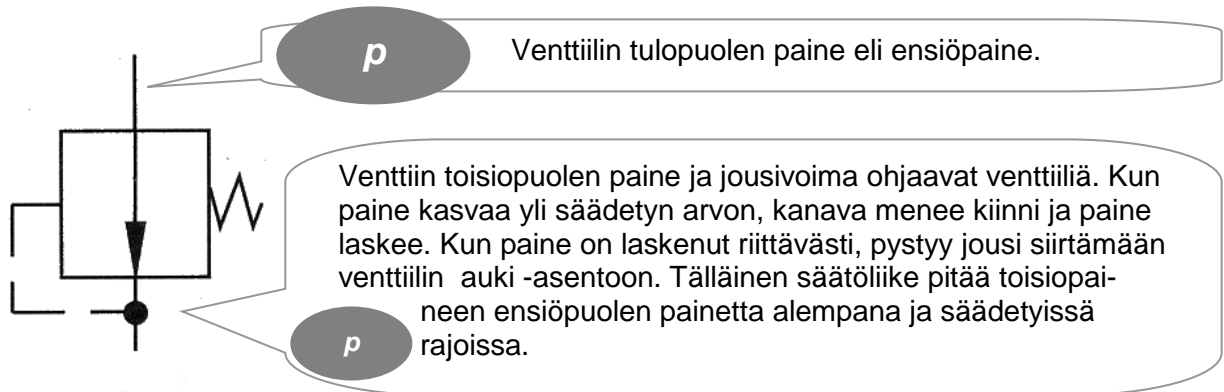 p Venttiilin tulopuolen paine eli ensiöpaine.
Venttiin toisiopuolen paine ja jousivoima ohjaavat venttiiliä. Kun
paine kasvaa yli säädetyn arvon, kanava menee kiinni ja paine
laskee. Kun paine on laskenut riittävästi, pystyy jousi siirtämään
venttiilin auki -asentoon. Tälläinen säätöliike pitää toisiopai-
neen ensiöpuolen painetta alempana ja säädetyissä
p rajoissa.